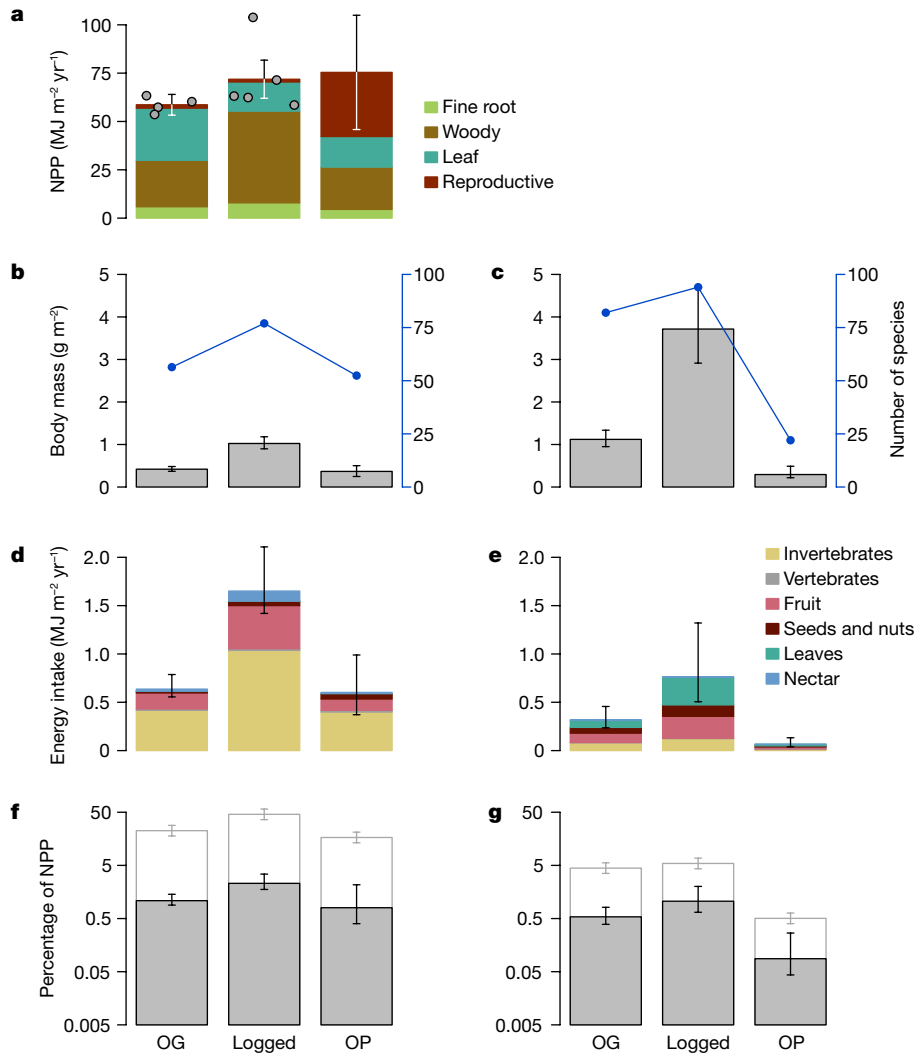 a
100
75
50
25
0
NPP (MJ m⁻² yr⁻¹)
Fine root
Woody
Leaf
Reproductive
b
5
4
3
2
1
0
Body mass (g m⁻²)
100
75
50
25
0
c
5
4
3
2
1
0
100
75
50
25
0
Number of species
d
2.0
1.5
1.0
0.5
0
Energy intake (MJ m⁻² yr⁻¹)
e
2.0
1.5
1.0
0.5
0
Invertebrates
Vertebrates
Fruit
Seeds and nuts
Leaves
Nectar
f
50
5
0.5
0.05
0.005
Percentage of NPP
OG Logged OP
g
50
5
0.5
0.05
0.005
OG Logged OP